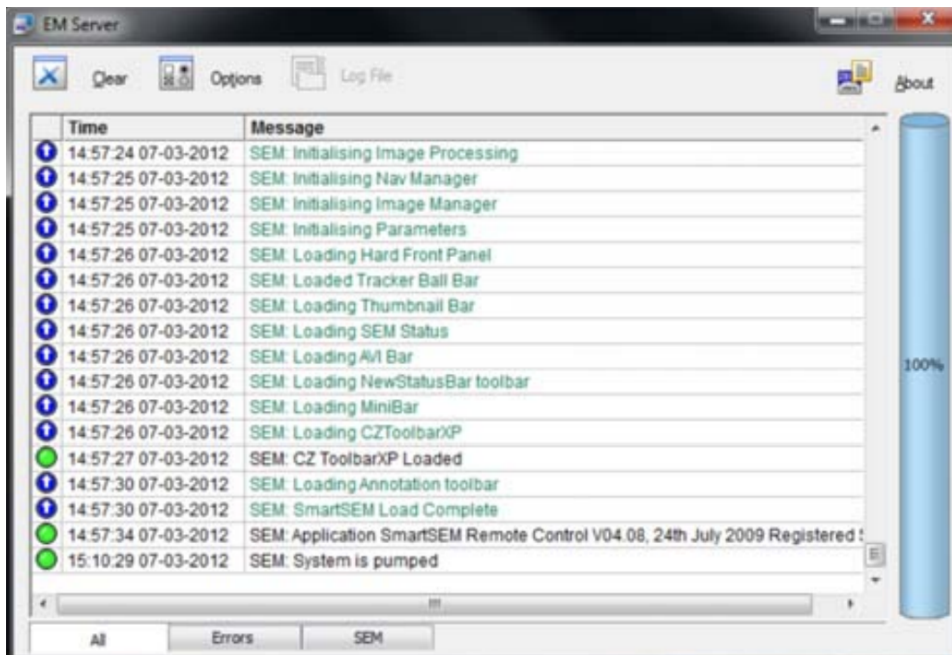 EM Server
Clear Options Log File About
Time Message
14:57:24 07-03-2012 SEM: Initialising Image Processing
14:57:25 07-03-2012 SEM: Initialising Nav Manager
14:57:25 07-03-2012 SEM: Initialising Image Manager
14:57:25 07-03-2012 SEM: Initialising Parameters
14:57:26 07-03-2012 SEM: Loading Hard Front Panel
14:57:26 07-03-2012 SEM: Loaded Tracker Ball Bar
14:57:26 07-03-2012 SEM: Loading Thumbnail Bar
14:57:26 07-03-2012 SEM: Loading SEM Status
14:57:26 07-03-2012 SEM: Loading AVI Bar
14:57:26 07-03-2012 SEM: Loading NewStatusBar toolbar
14:57:26 07-03-2012 SEM: Loading MiniBar
14:57:26 07-03-2012 SEM: Loading CZToolbarXP
14:57:27 07-03-2012 SEM: CZ ToolbarXP Loaded
14:57:30 07-03-2012 SEM: Loading Annotation toolbar
14:57:30 07-03-2012 SEM: SmartSEM Load Complete
14:57:34 07-03-2012 SEM: Application SmartSEM Remote Control V04.08, 24th July 2009 Registered
15:10:29 07-03-2012 SEM: System is pumped
100%
All Errors SEM